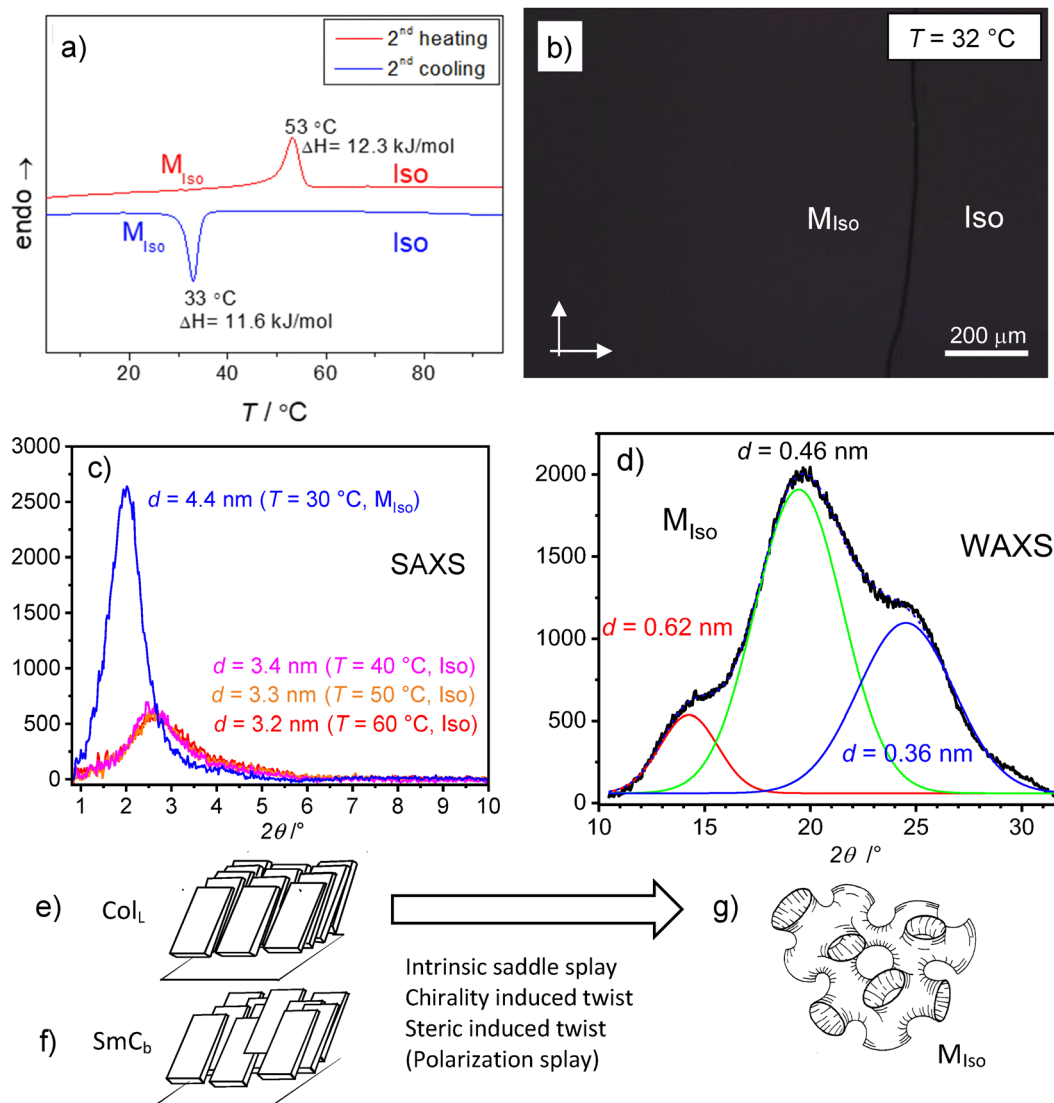 a)
2nd heating
2nd cooling
53 °C
ΔH= 12.3 kJ/mol
MIso
Iso
MIso
Iso
33 °C
ΔH= 11.6 kJ/mol
endo →
20 40 60 80
T / °C
b)
T = 32 °C
MIso
Iso
200 μm
c)
3000
2500
2000
1500
1000
500
0
d = 4.4 nm (T = 30 °C, MIso)
SAXS
d = 3.4 nm (T = 40 °C, Iso)
d = 3.3 nm (T = 50 °C, Iso)
d = 3.2 nm (T = 60 °C, Iso)
1 2 3 4 5 6 7 8 9 10
2θ /°
d)
2000
1500
1000
500
0
d = 0.46 nm
MIso
WAXS
d = 0.62 nm
d = 0.36 nm
10 15 20 25 30
2θ /°
e)
ColL
f)
SmCb
Intrinsic saddle splay
Chirality induced twist
Steric induced twist
(Polarization splay)
g)
MIso